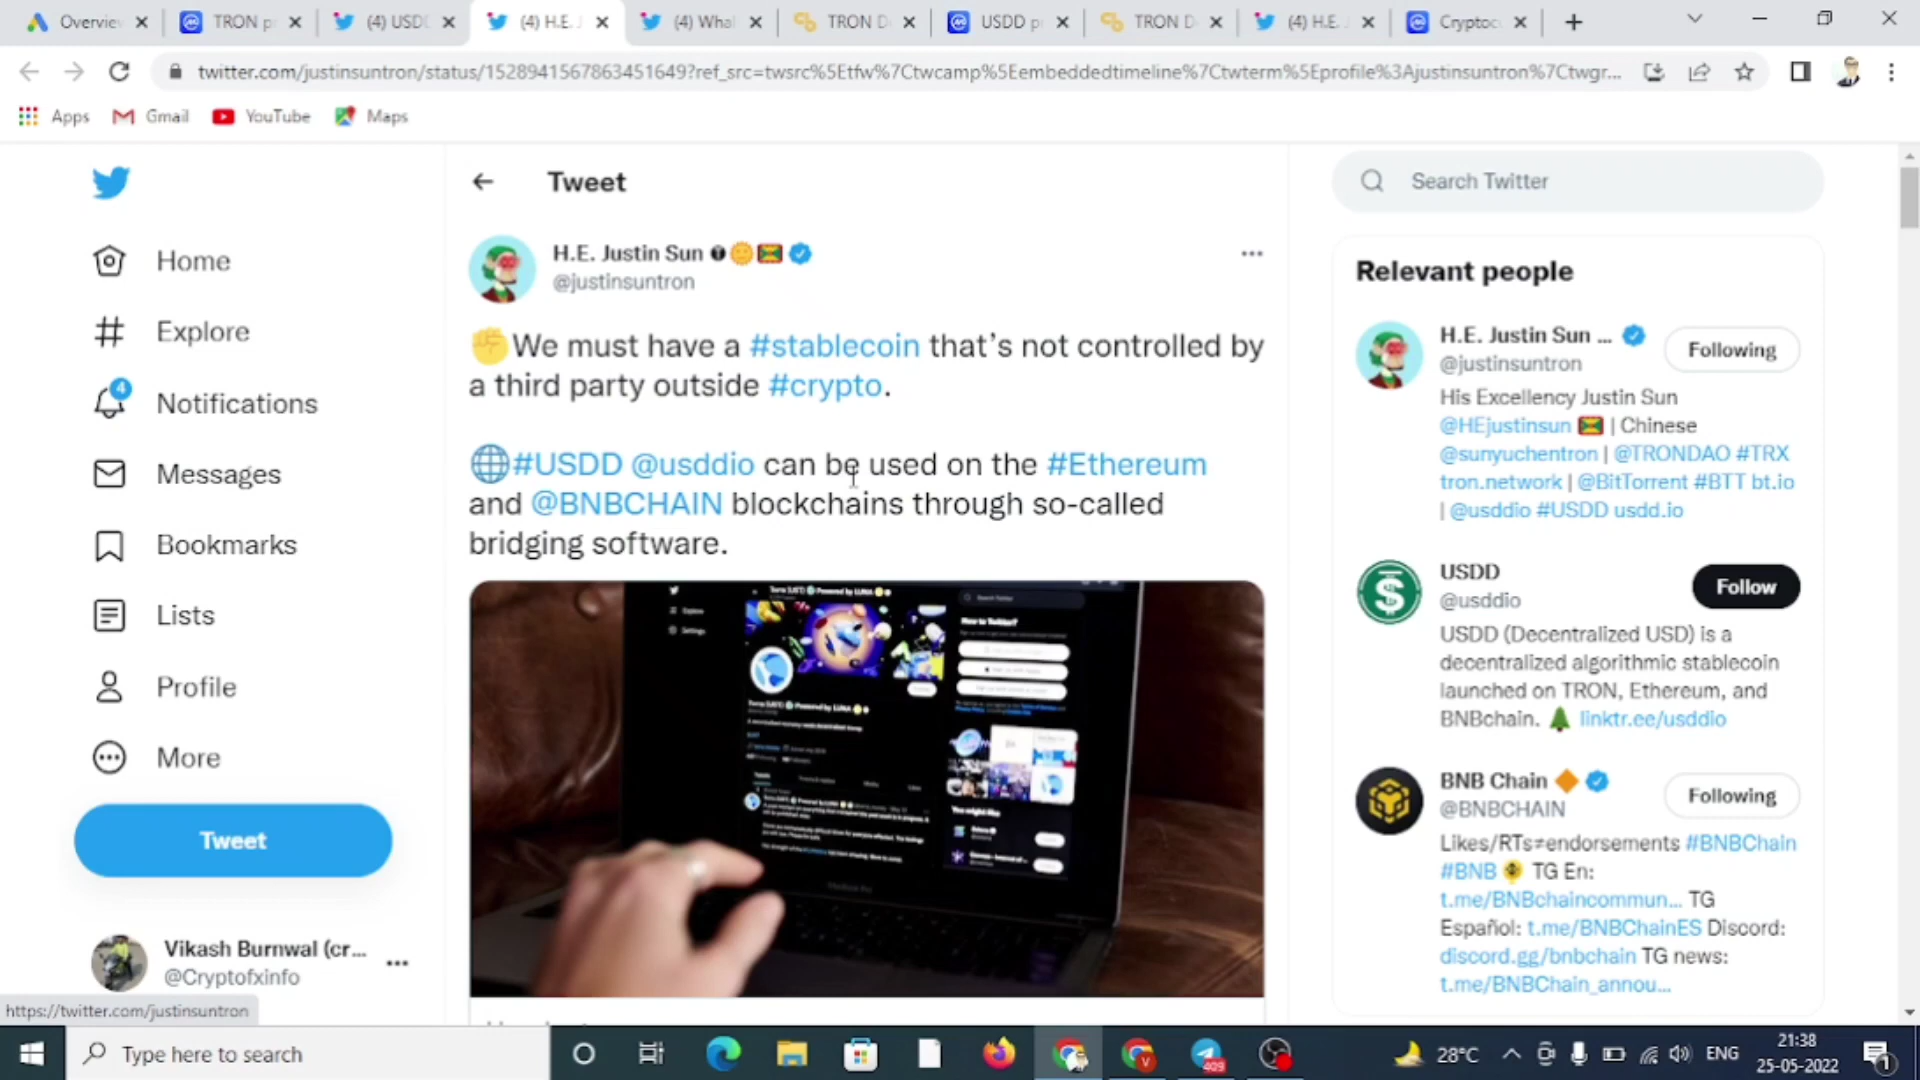 Overvie
TRON p
(4) USD
(4) H.E. J
(4) Wha
TRON D
USDD p
TRON D
(4) H.E. J
Cryptoc
twitter.com/justinsuntron/status/1528941567863451649?ref_src=twsrc%5Etfw%7Ctwcamp%5Eembeddedtimeline%7Ctwterm%5Eprofile%3Ajustinsuntron%7Ctwgr...
Apps
Gmail
YouTube
Maps
Home
Explore
4
Notifications
Messages
Bookmarks
Lists
Profile
More
Tweet
Vikash Burnwal (cr...
@Cryptofxinfo
https://twitter.com/justinsuntron
Tweet
H.E. Justin Sun
@justinsuntron
✊We must have a #stablecoin that’s not controlled by
a third party outside #crypto.
🌐#USDD @usddio can be used on the #Ethereum
and @BNBCHAIN blockchains through so-called
bridging software.
Search Twitter
Relevant people
H.E. Justin Sun ...
Following
@justinsuntron
His Excellency Justin Sun
@HEjustinsun 🇬🇩 | Chinese
@sunyuchentron | @TRONDAO #TRX
tron.network | @BitTorrent #BTT bt.io
| @usddio #USDD usdd.io
USDD
Follow
@usddio
USDD (Decentralized USD) is a
decentralized algorithmic stablecoin
launched on TRON, Ethereum, and
BNBchain. 🌲 linktr.ee/usddio
BNB Chain 🔶
Following
@BNBCHAIN
Likes/RTs≠endorsements #BNBChain
#BNB TG En:
t.me/BNBchaincommun... TG
Español: t.me/BNBChainES Discord:
discord.gg/bnbchain TG news:
t.me/BNBChain_annou...
Type here to search
409
28°C
ENG
21:38
25-05-2022
1